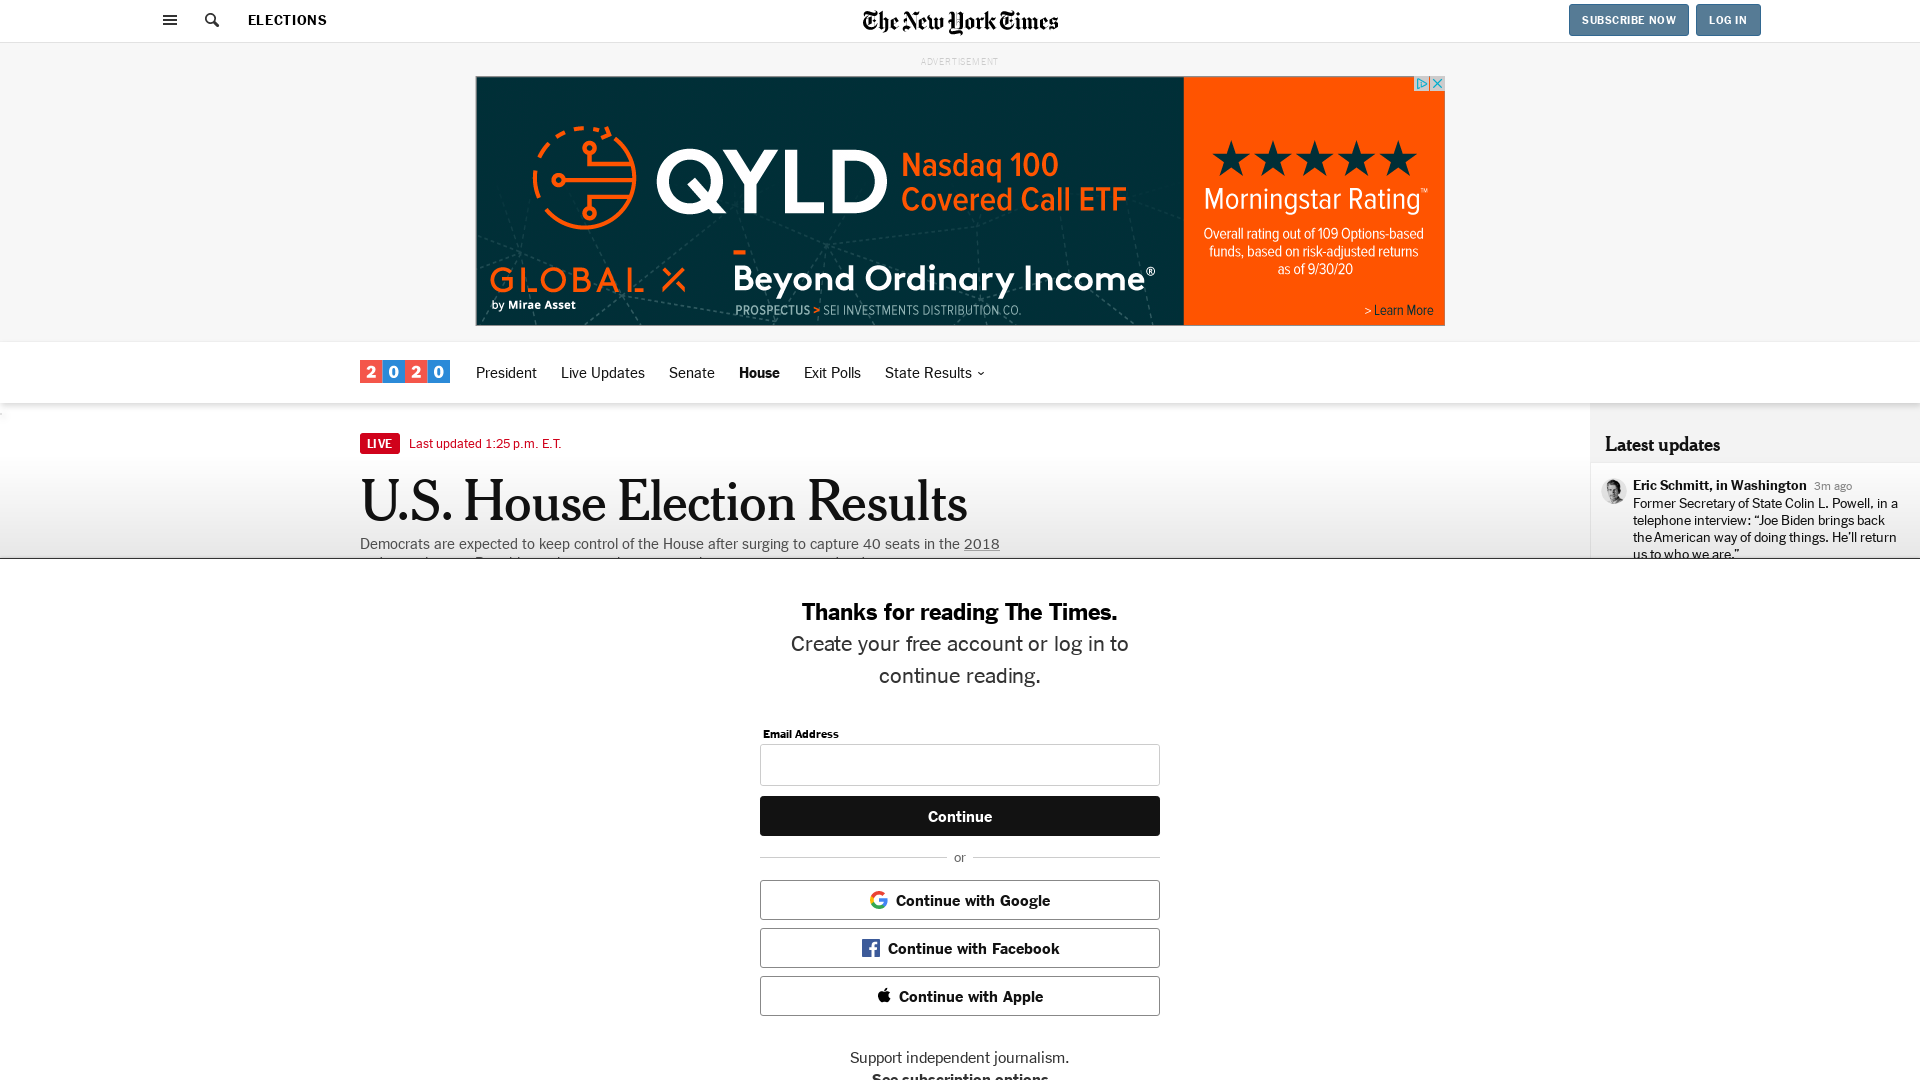 ELECTIONS
The New York Times
SUBSCRIBE NOW
LOG IN
ADVERTISEMENT
QYLD
Nasdaq 100
Covered Call ETF
GLOBAL X
by Mirae Asset
Beyond Ordinary Income®
PROSPECTUS > SEI INVESTMENTS DISTRIBUTION CO.
Morningstar Rating™
Overall rating out of 109 Options-based
funds, based on risk-adjusted returns
as of 9/30/20
> Learn More
2020
President
Live Updates
Senate
House
Exit Polls
State Results
LIVE
Last updated 1:25 p.m. E.T.
U.S. House Election Results
Democrats are expected to keep control of the House after surging to capture 40 seats in the 2018
Latest updates
Eric Schmitt, in Washington 3m ago
Former Secretary of State Colin L. Powell, in a
telephone interview: “Joe Biden brings back
the American way of doing things. He’ll return
us to who we are.”
Thanks for reading The Times.
Create your free account or log in to
continue reading.
Email Address
Continue
or
Continue with Google
Continue with Facebook
Continue with Apple
Support independent journalism.
See subscription options.